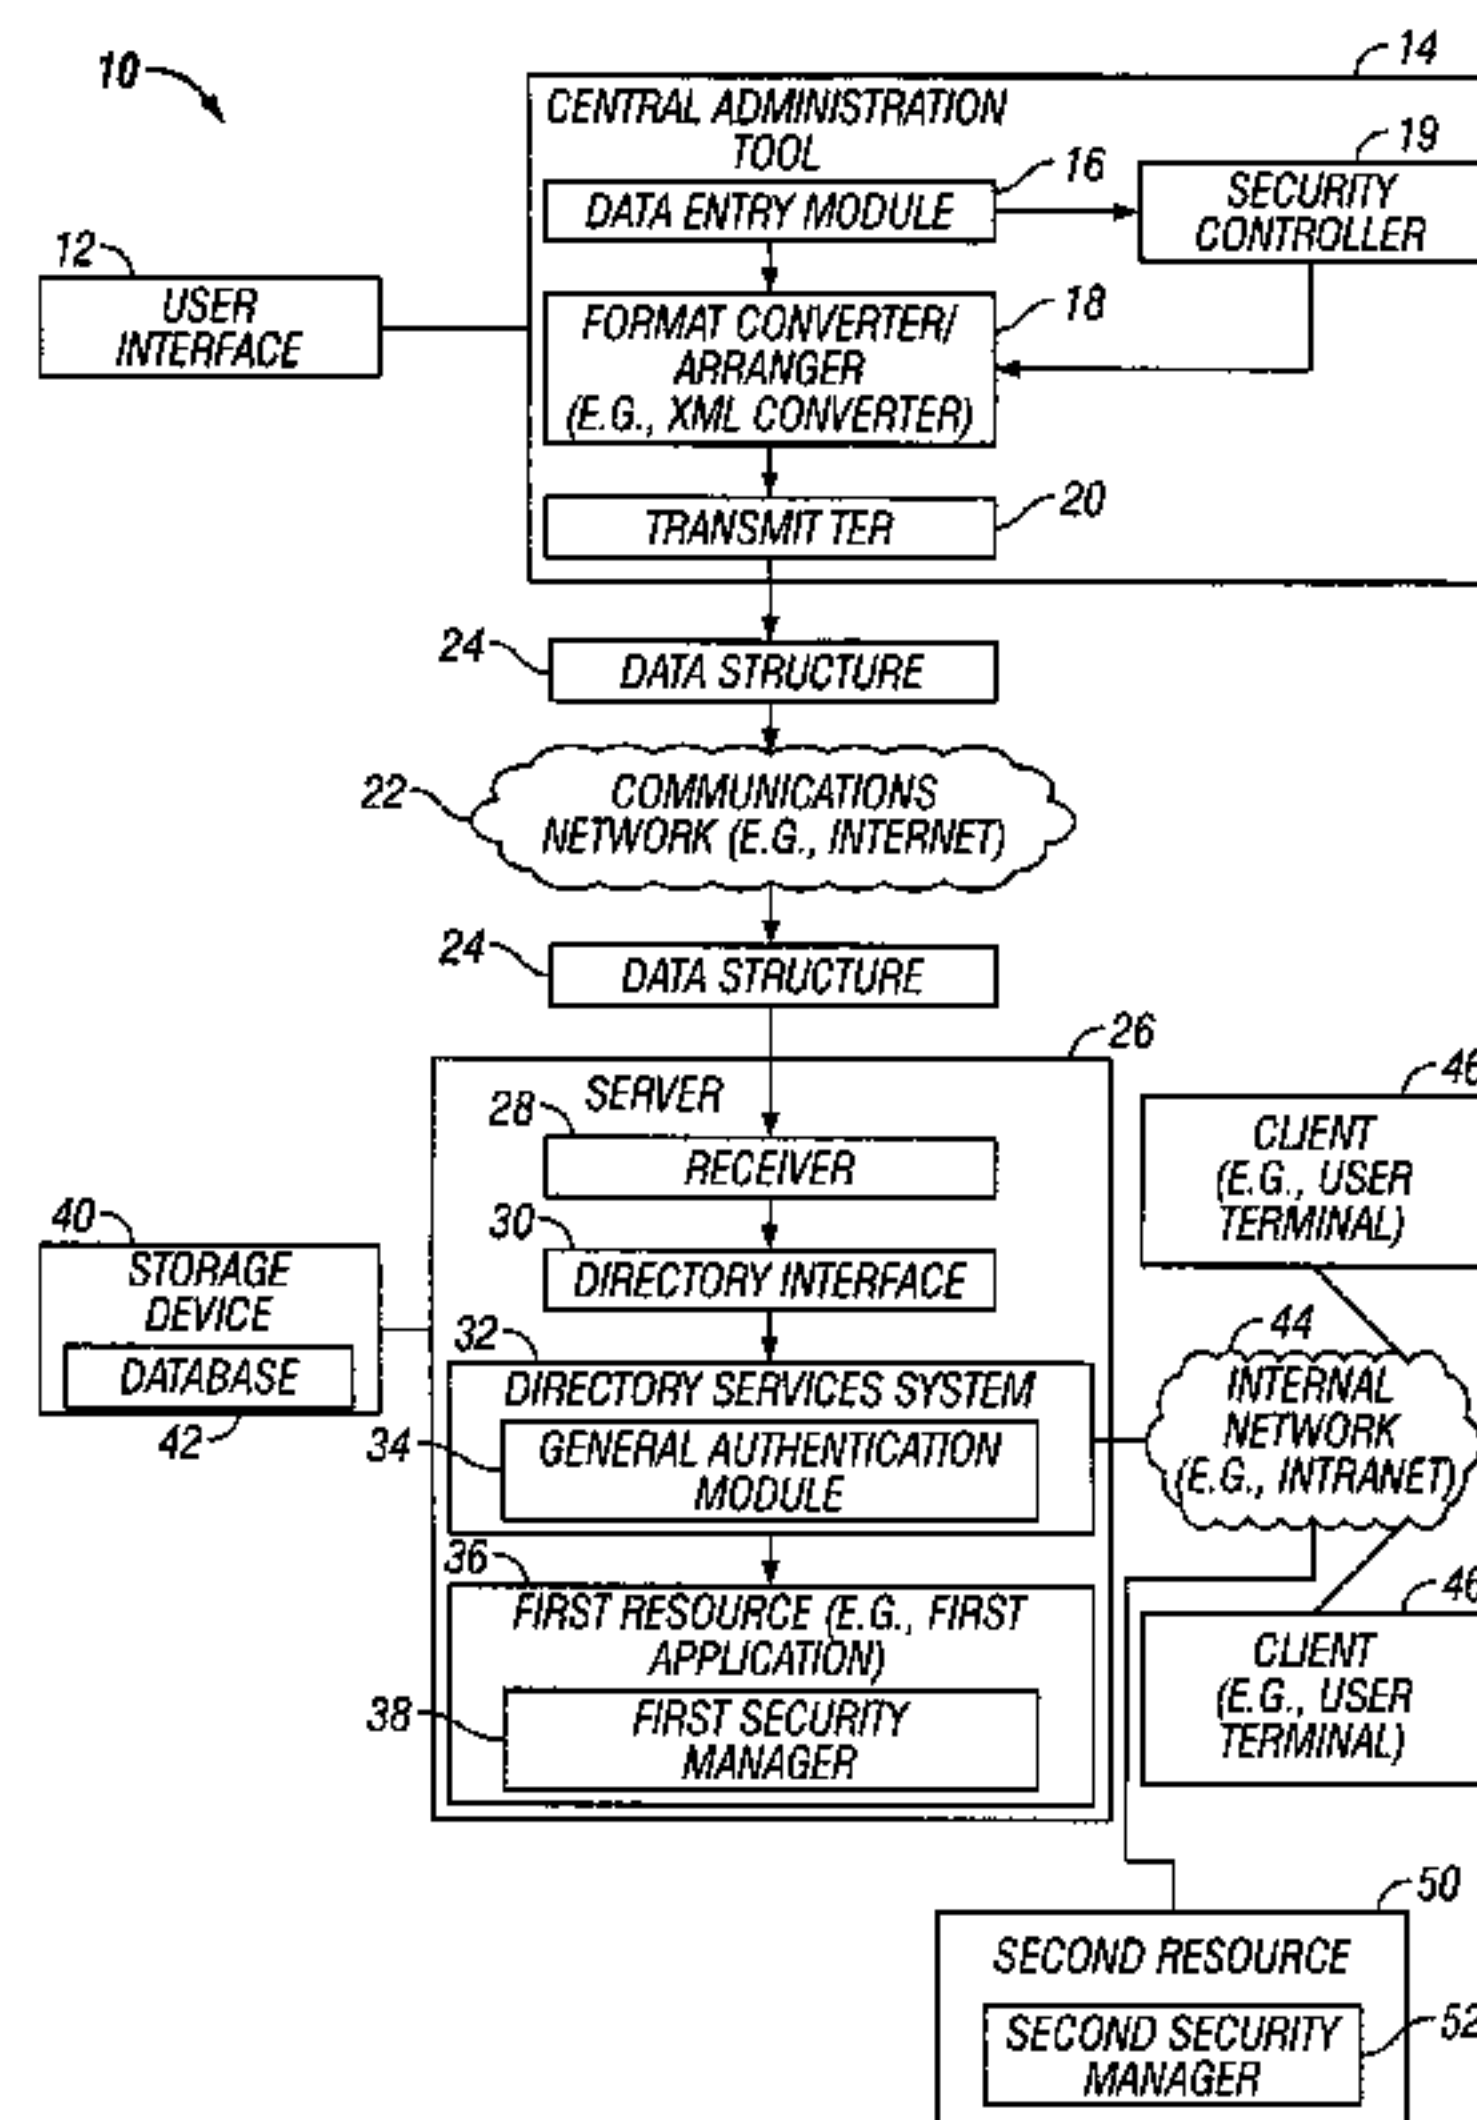 10
14
CENTRAL ADMINISTRATION
TOOL
19
16
DATA ENTRY MODULE
SECURITY
CONTROLLER
12
USER
INTERFACE
18
FORMAT CONVERTER/
ARRANGER
(E.G., XML CONVERTER)
20
TRANSMITTER
24
DATA STRUCTURE
22
COMMUNICATIONS
NETWORK (E.G., INTERNET)
24
DATA STRUCTURE
26
SERVER
28
RECEIVER
46
CLIENT
(E.G., USER
TERMINAL)
30
DIRECTORY INTERFACE
40
STORAGE
DEVICE
DATABASE
42
32
DIRECTORY SERVICES SYSTEM
34
GENERAL AUTHENTICATION
MODULE
44
INTERNAL
NETWORK
(E.G., INTRANET)
36
FIRST RESOURCE (E.G., FIRST
APPLICATION)
38
FIRST SECURITY
MANAGER
46
CLIENT
(E.G., USER
TERMINAL)
50
SECOND RESOURCE
52
SECOND SECURITY
MANAGER